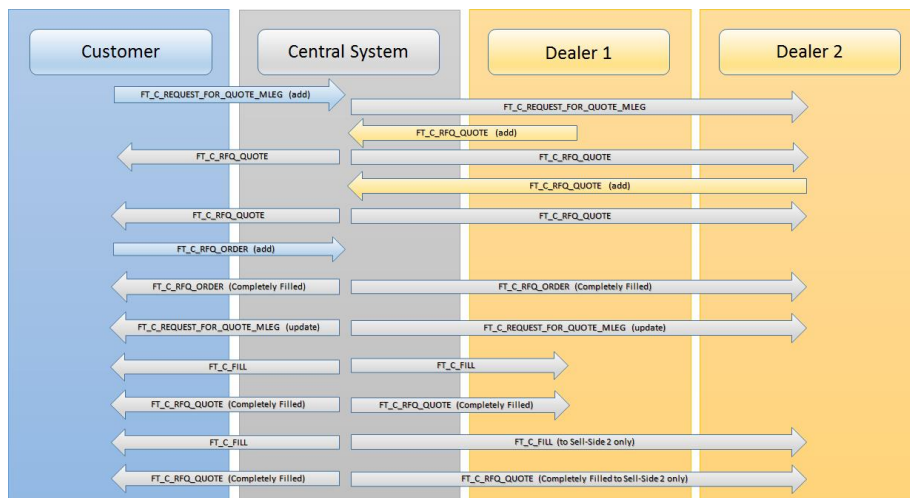 Customer
Central System
Dealer 1
Dealer 2
FT_C_REQUEST_FOR_QUOTE_MLEG (add)
FT_C_REQUEST_FOR_QUOTE_MLEG
FT_C_RFQ_QUOTE (add)
FT_C_RFQ_QUOTE
FT_C_RFQ_QUOTE
FT_C_RFQ_QUOTE (add)
FT_C_RFQ_QUOTE
FT_C_RFQ_QUOTE
FT_C_RFQ_ORDER (add)
FT_C_RFQ_ORDER (Completely Filled)
FT_C_RFQ_ORDER (Completely Filled)
FT_C_REQUEST_FOR_QUOTE_MLEG (update)
FT_C_REQUEST_FOR_QUOTE_MLEG (update)
FT_C_FILL
FT_C_FILL
FT_C_RFQ_QUOTE (Completely Filled)
FT_C_RFQ_QUOTE (Completely Filled)
FT_C_FILL
FT_C_FILL (to Sell-Side 2 only)
FT_C_RFQ_QUOTE (Completely Filled)
FT_C_RFQ_QUOTE (Completely Filled to Sell-Side 2 only)